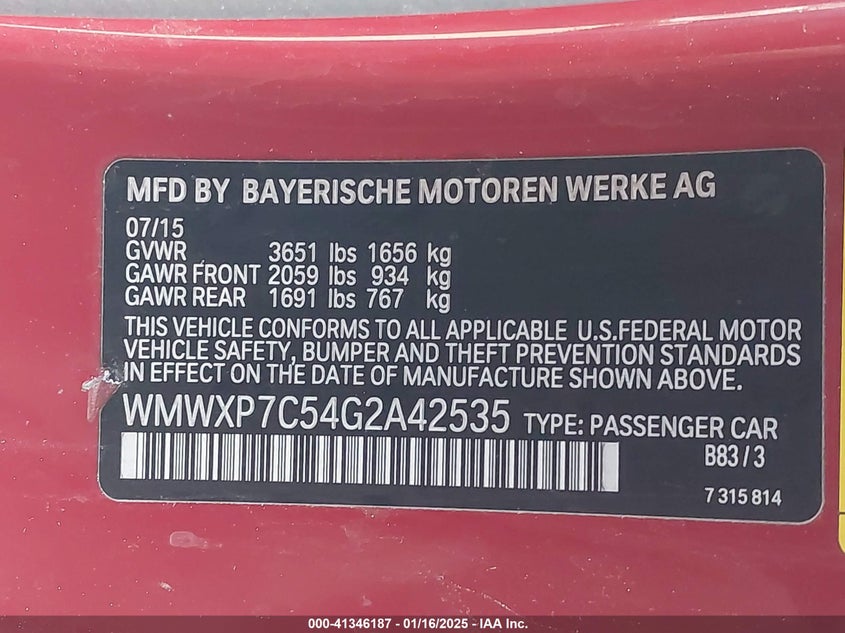 MFD BY BAYERISCHE MOTOREN WERKE AG
07/15
GVWR 3651 lbs 1656 kg
GAWR FRONT 2059 lbs 934 kg
GAWR REAR 1691 lbs 767 kg
THIS VEHICLE CONFORMS TO ALL APPLICABLE U.S.FEDERAL MOTOR
VEHICLE SAFETY, BUMPER AND THEFT PREVENTION STANDARDS
IN EFFECT ON THE DATE OF MANUFACTURE SHOWN ABOVE.
WMWXP7C54G2A42535 TYPE: PASSENGER CAR
B83/3
7 315 814
000-41346187 - 01/16/2025 - IAA Inc.